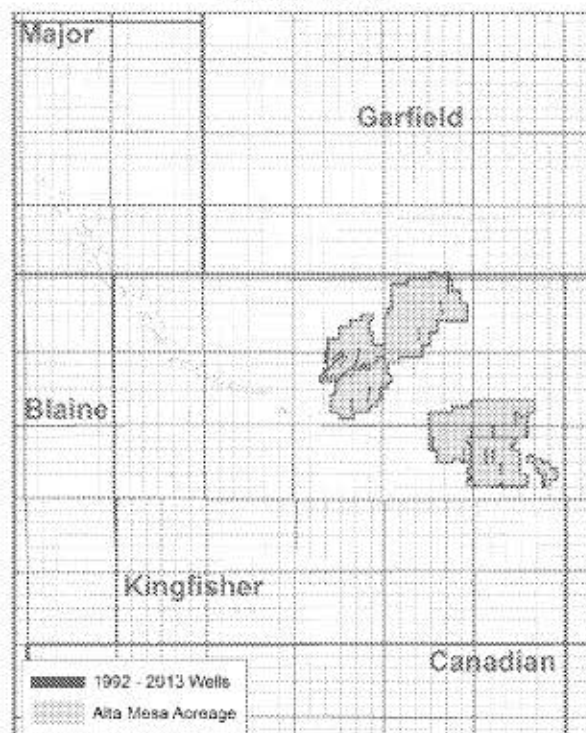 Major
Garfield
Blaine
Kingfisher
Canadian
1992 - 2013 Wells
Alta Mesa Acreage